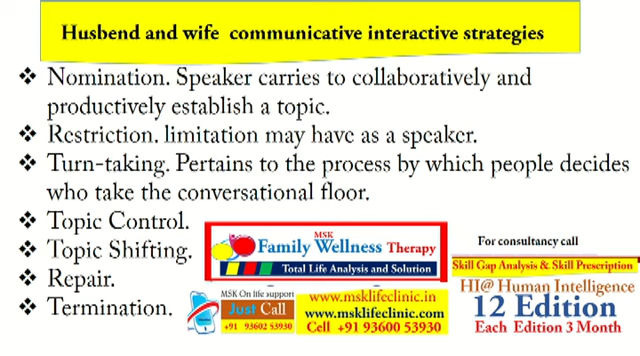 Husbend and wife communicative interactive strategies
❖ Nomination. Speaker carries to collaboratively and
productively establish a topic.
❖ Restriction. limitation may have as a speaker.
❖ Turn-taking. Pertains to the process by which people decides
who take the conversational floor.
❖ Topic Control.
❖ Topic Shifting.
❖ Repair.
❖ Termination.
MSK
Family Wellness Therapy
Total Life Analysis and Solution
MSK On life support
Just Call
+91 93602 53930
www.msklifeclinic.in
www.msklifeclinic.com
Cell +91 93600 53930
For consultancy call
Skill Gap Analysis & Skill Prescription
HI@ Human Intelligence
12 Edition
Each Edition 3 Month